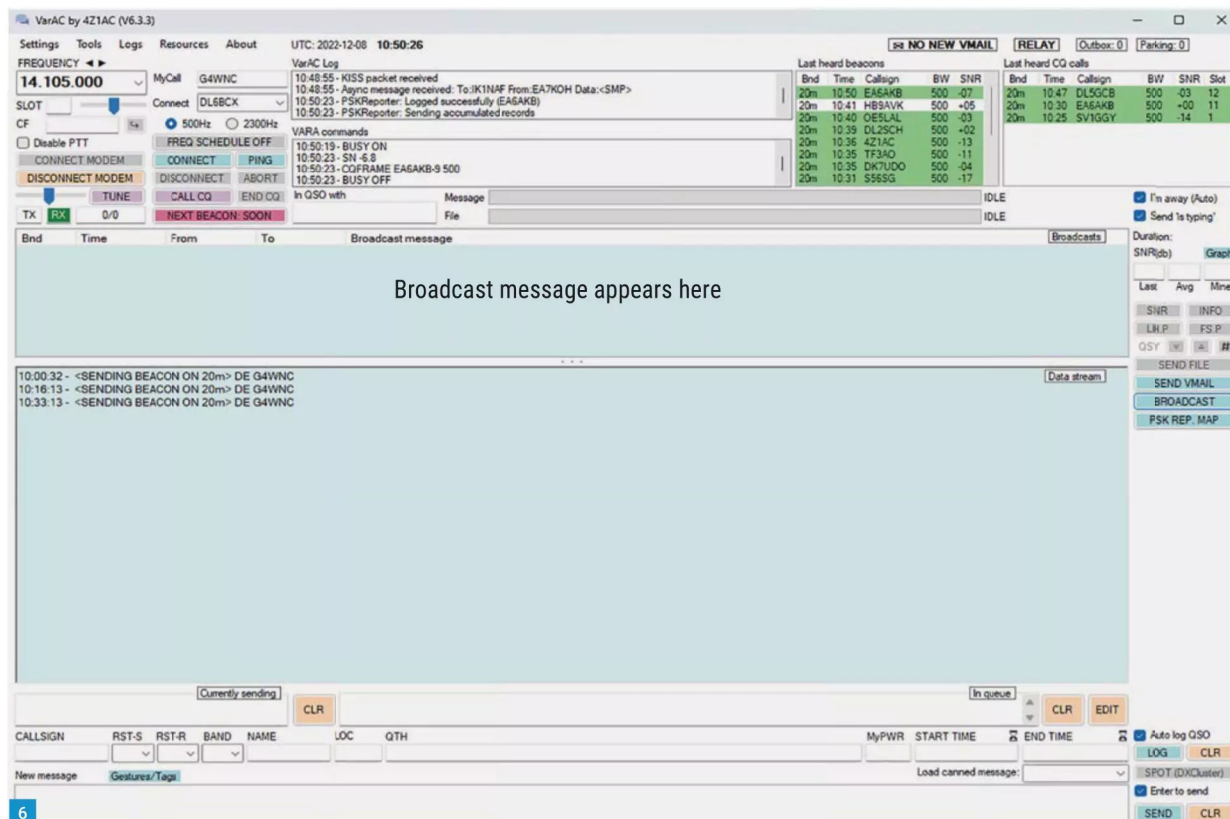 VarAC by 4Z1AC (V6.3.3)
Settings Tools Logs Resources About UTC: 2022-12-08 10:50:26 NO NEW VMAIL RELAY Outbox: 0 Parking: 0
FREQUENCY
14.105.000
SLOT
CF
Disable PTT
CONNECT MODEM
DISCONNECT MODEM
TUNE
TX RX 0/0
MyCall G4WNC
Connect DL6BCX
500Hz 2300Hz
FREQ SCHEDULE OFF
CONNECT PING
DISCONNECT ABORT
CALL CQ END CQ
NEXT BEACON: SOON
VarAC Log
10:48:55 - KISS packet received
10:48:55 - Async message received: To:IK1NAF From:EA7KOH Data:<SMP>
10:50:23 - PSKReporter: Logged successfully (EA6AKB)
10:50:23 - PSKReporter: Sending accumulated records
VARA commands
10:50:19 - BUSY ON
10:50:23 - SN -6.8
10:50:23 - CQFRAME EA6AKB-9 500
10:50:23 - BUSY OFF
In QSO with
Message IDLE
File IDLE
Last heard beacons
Bnd Time Callsign BW SNR
20m 10:50 EA6AKB 500 -07
20m 10:41 HB9AVK 500 +05
20m 10:40 OE5LAL 500 -03
20m 10:39 DL2SCH 500 +02
20m 10:36 4Z1AC 500 -13
20m 10:35 TF3AO 500 -11
20m 10:35 DK7UDO 500 -04
20m 10:31 S56SG 500 -17
Last heard CQ calls
Bnd Time Callsign BW SNR Slot
20m 10:47 DL5GCB 500 -03 12
20m 10:30 EA6AKB 500 +00 11
20m 10:25 SV1GGY 500 -14 1
I'm away (Auto)
Send 'is typing'
Bnd Time From To Broadcast message Broadcasts
Broadcast message appears here
Duration:
SNR(db) Graph
Last Avg Mine
SNR INFO
L.H.P FS.P
QSY #
SEND FILE
SEND VMAIL
BROADCAST
PSK REP. MAP
10:00:32 - <SENDING BEACON ON 20m> DE G4WNC Data stream
10:16:13 - <SENDING BEACON ON 20m> DE G4WNC
10:33:13 - <SENDING BEACON ON 20m> DE G4WNC
Currently sending CLR In queue CLR EDIT
CALLSIGN RST-S RST-R BAND NAME LOC QTH MyPWR START TIME END TIME
Auto log QSO
LOG CLR
New message Gestures/Tags Load canned message: SPOT (DXCluster)
Enter to send
SEND CLR
6